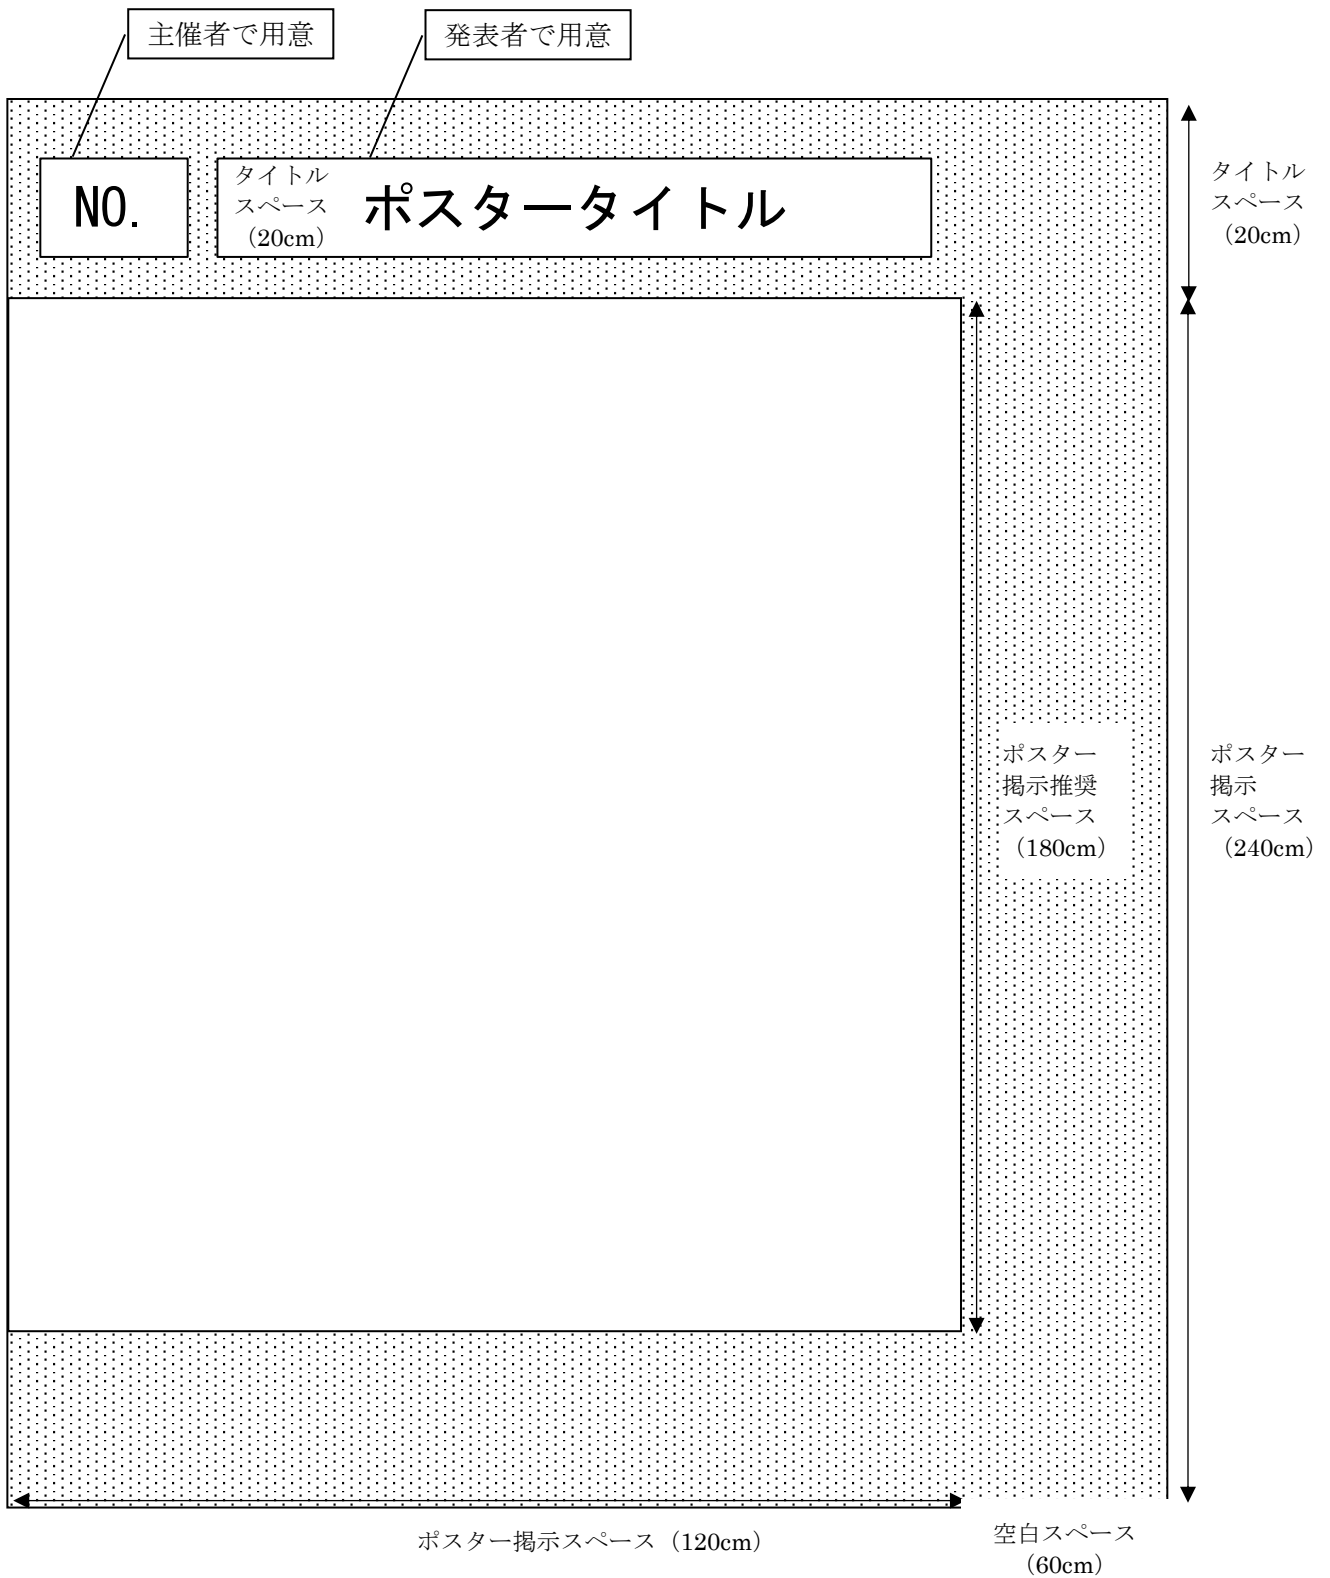 主催者で用意
発表者で用意
NO.
タイトル
スペース
（20cm）
ポスタータイトル
タイトル
スペース
（20cm）
ポスター
掲示推奨
スペース
（180cm）
ポスター
掲示
スペース
（240cm）
ポスター掲示スペース（120cm）
空白スペース
（60cm）